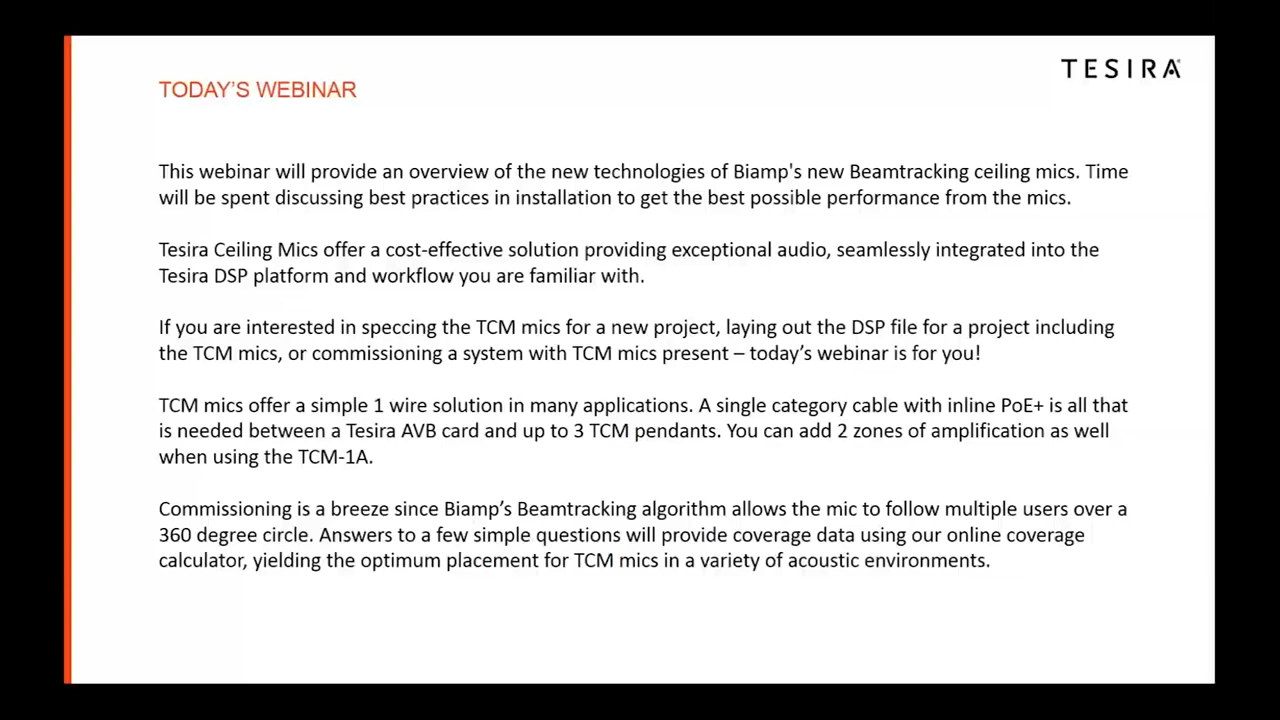 TESIRA
TODAY'S WEBINAR
This webinar will provide an overview of the new technologies of Biamp's new Beamtracking ceiling mics. Time
will be spent discussing best practices in installation to get the best possible performance from the mics.
Tesira Ceiling Mics offer a cost-effective solution providing exceptional audio, seamlessly integrated into the
Tesira DSP platform and workflow you are familiar with.
If you are interested in speccing the TCM mics for a new project, laying out the DSP file for a project including
the TCM mics, or commissioning a system with TCM mics present – today's webinar is for you!
TCM mics offer a simple 1 wire solution in many applications. A single category cable with inline PoE+ is all that
is needed between a Tesira AVB card and up to 3 TCM pendants. You can add 2 zones of amplification as well
when using the TCM-1A.
Commissioning is a breeze since Biamp's Beamtracking algorithm allows the mic to follow multiple users over a
360 degree circle. Answers to a few simple questions will provide coverage data using our online coverage
calculator, yielding the optimum placement for TCM mics in a variety of acoustic environments.